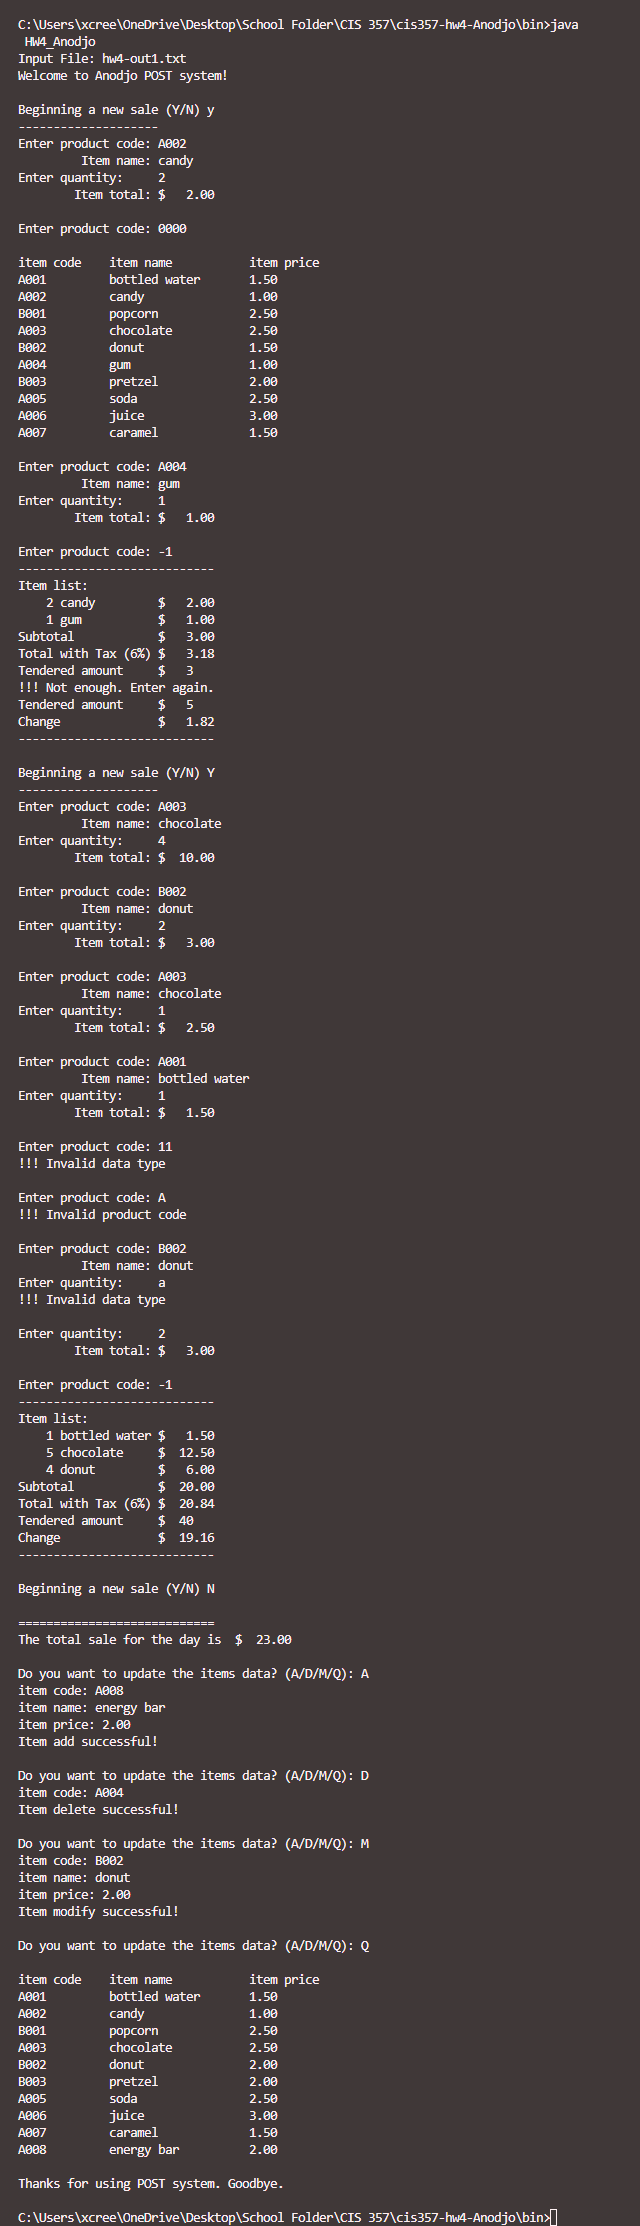 C:\Users\xcree\OneDrive\Desktop\School Folder\CIS 357\cis357-hw4-Anodjo\bin>java
 HW4_Anodjo
Input File: hw4-out1.txt
Welcome to Anodjo POST system!

Beginning a new sale (Y/N) y
--------------------
Enter product code: A002
         Item name: candy
Enter quantity:     2
        Item total: $   2.00

Enter product code: 0000

item code    item name           item price
A001         bottled water       1.50
A002         candy               1.00
B001         popcorn             2.50
A003         chocolate           2.50
B002         donut               1.50
A004         gum                 1.00
B003         pretzel             2.00
A005         soda                2.50
A006         juice               3.00
A007         caramel             1.50

Enter product code: A004
         Item name: gum
Enter quantity:     1
        Item total: $   1.00

Enter product code: -1
----------------------------
Item list:
    2 candy         $   2.00
    1 gum           $   1.00
Subtotal            $   3.00
Total with Tax (6%) $   3.18
Tendered amount     $   3
!!! Not enough. Enter again.
Tendered amount     $   5
Change              $   1.82
----------------------------

Beginning a new sale (Y/N) Y
--------------------
Enter product code: A003
         Item name: chocolate
Enter quantity:     4
        Item total: $  10.00

Enter product code: B002
         Item name: donut
Enter quantity:     2
        Item total: $   3.00

Enter product code: A003
         Item name: chocolate
Enter quantity:     1
        Item total: $   2.50

Enter product code: A001
         Item name: bottled water
Enter quantity:     1
        Item total: $   1.50

Enter product code: 11
!!! Invalid data type

Enter product code: A
!!! Invalid product code

Enter product code: B002
         Item name: donut
Enter quantity:     a
!!! Invalid data type

Enter quantity:     2
        Item total: $   3.00

Enter product code: -1
----------------------------
Item list:
    1 bottled water $   1.50
    5 chocolate     $  12.50
    4 donut         $   6.00
Subtotal            $  20.00
Total with Tax (6%) $  20.84
Tendered amount     $  40
Change              $  19.16
----------------------------

Beginning a new sale (Y/N) N

============================
The total sale for the day is  $  23.00

Do you want to update the items data? (A/D/M/Q): A
item code: A008
item name: energy bar
item price: 2.00
Item add successful!

Do you want to update the items data? (A/D/M/Q): D
item code: A004
Item delete successful!

Do you want to update the items data? (A/D/M/Q): M
item code: B002
item name: donut
item price: 2.00
Item modify successful!

Do you want to update the items data? (A/D/M/Q): Q

item code    item name           item price
A001         bottled water       1.50
A002         candy               1.00
B001         popcorn             2.50
A003         chocolate           2.50
B002         donut               2.00
B003         pretzel             2.00
A005         soda                2.50
A006         juice               3.00
A007         caramel             1.50
A008         energy bar          2.00

Thanks for using POST system. Goodbye.

C:\Users\xcree\OneDrive\Desktop\School Folder\CIS 357\cis357-hw4-Anodjo\bin>